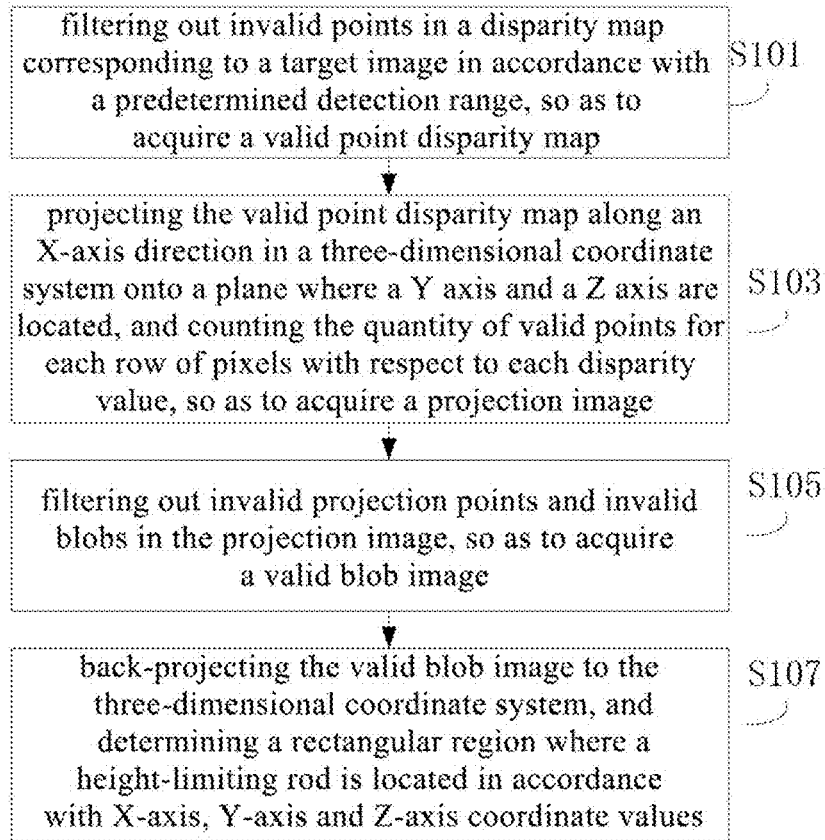 filtering out invalid points in a disparity map
corresponding to a target image in accordance with
a predetermined detection range, so as to
acquire a valid point disparity map
S101
projecting the valid point disparity map along an
X-axis direction in a three-dimensional coordinate
system onto a plane where a Y axis and a Z axis are
located, and counting the quantity of valid points for
each row of pixels with respect to each disparity
value, so as to acquire a projection image
S103
filtering out invalid projection points and invalid
blobs in the projection image, so as to acquire
a valid blob image
S105
back-projecting the valid blob image to the
three-dimensional coordinate system, and
determining a rectangular region where a
height-limiting rod is located in accordance
with X-axis, Y-axis and Z-axis coordinate values
S107